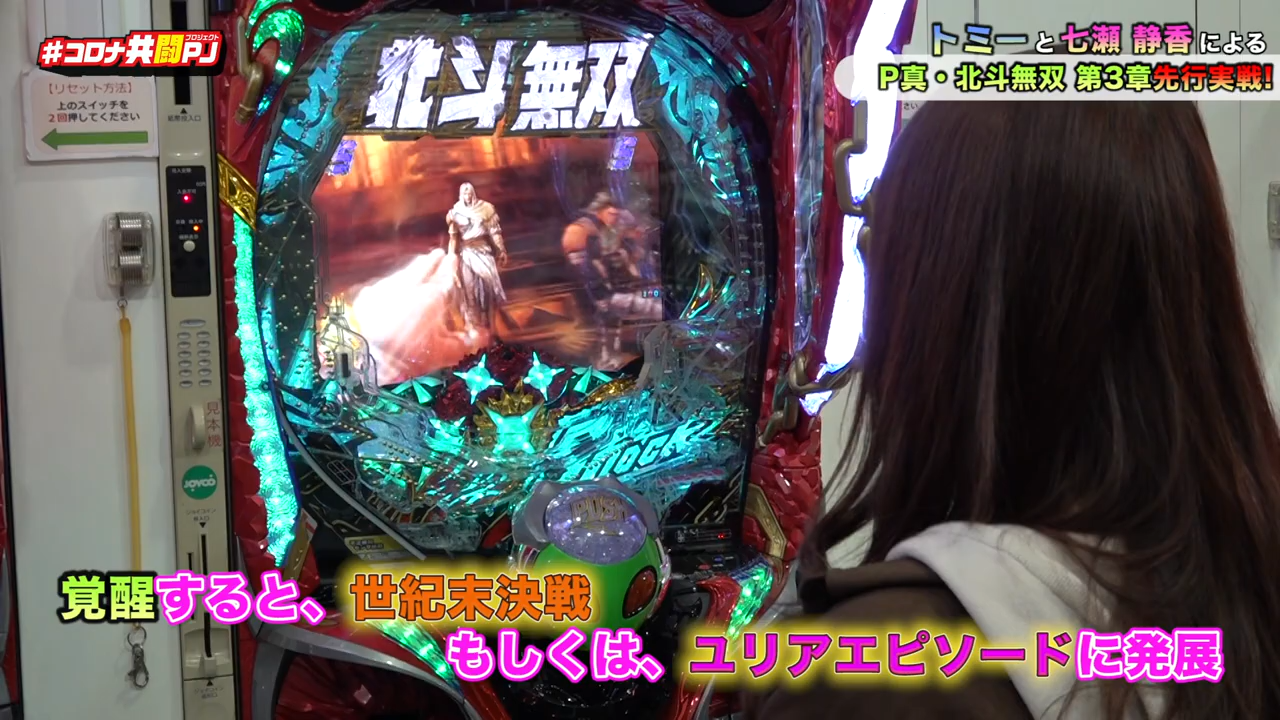 #コロナ共闘PJ
プロジェクト
トミーと七瀬 静香による
P真・北斗無双 第3章先行実戦!
【リセット方法】
上のスイッチを
2回押してください
北斗無双
見本機
JOYCO
PUSH
覚醒すると、世紀末決戦
もしくは、ユリアエピソードに発展